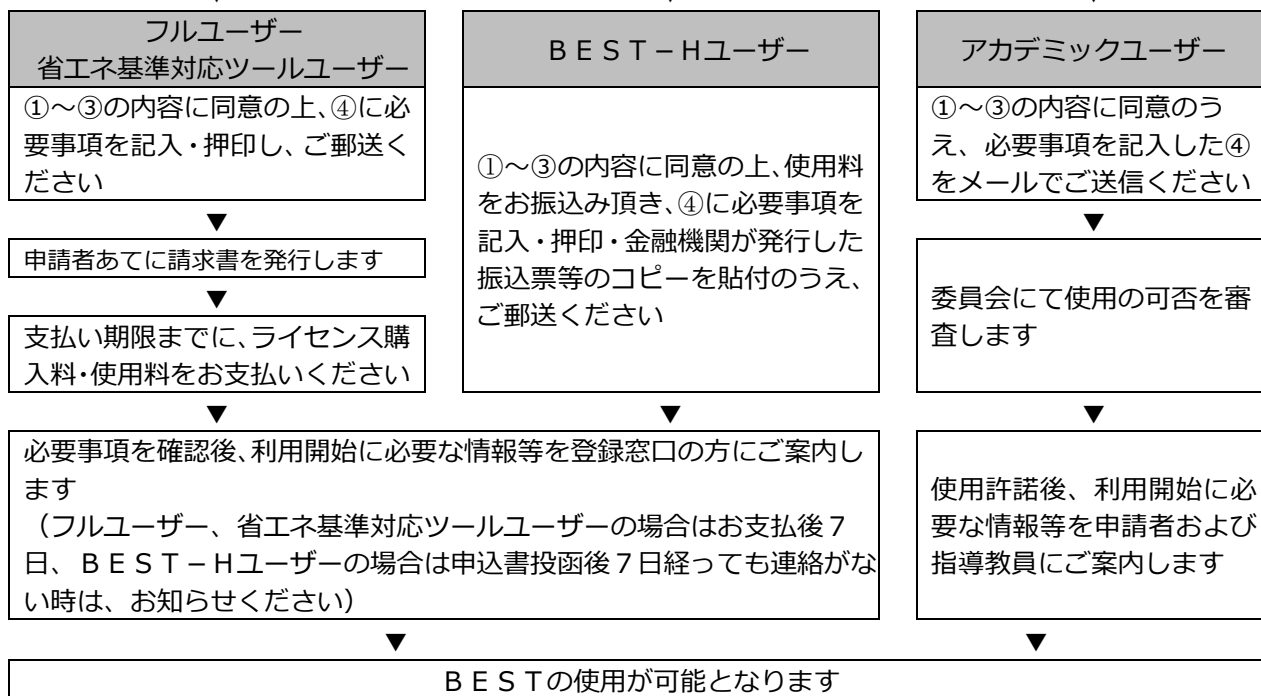 フルユーザー
省エネ基準対応ツールユーザー
①～③の内容に同意の上、④に必
要事項を記入・押印し、ご郵送く
ださい
▼
申請者あてに請求書を発行します
▼
支払い期限までに、ライセンス購
入料・使用料をお支払いください
▼
ＢＥＳＴ－Ｈユーザー
①～③の内容に同意の上、使用料
をお振込み頂き、④に必要事項を
記入・押印・金融機関が発行した
振込票等のコピーを貼付のうえ、
ご郵送ください
▼
必要事項を確認後、利用開始に必要な情報等を登録窓口の方にご案内し
ます
（フルユーザー、省エネ基準対応ツールユーザーの場合はお支払後７
日、ＢＥＳＴ－Ｈユーザーの場合は申込書投函後７日経っても連絡がな
い時は、お知らせください）
▼
アカデミックユーザー
①～③の内容に同意のう
え、必要事項を記入した④
をメールでご送信ください
▼
委員会にて使用の可否を審
査します
▼
使用許諾後、利用開始に必
要な情報等を申請者および
指導教員にご案内します
▼
ＢＥＳＴの使用が可能となります